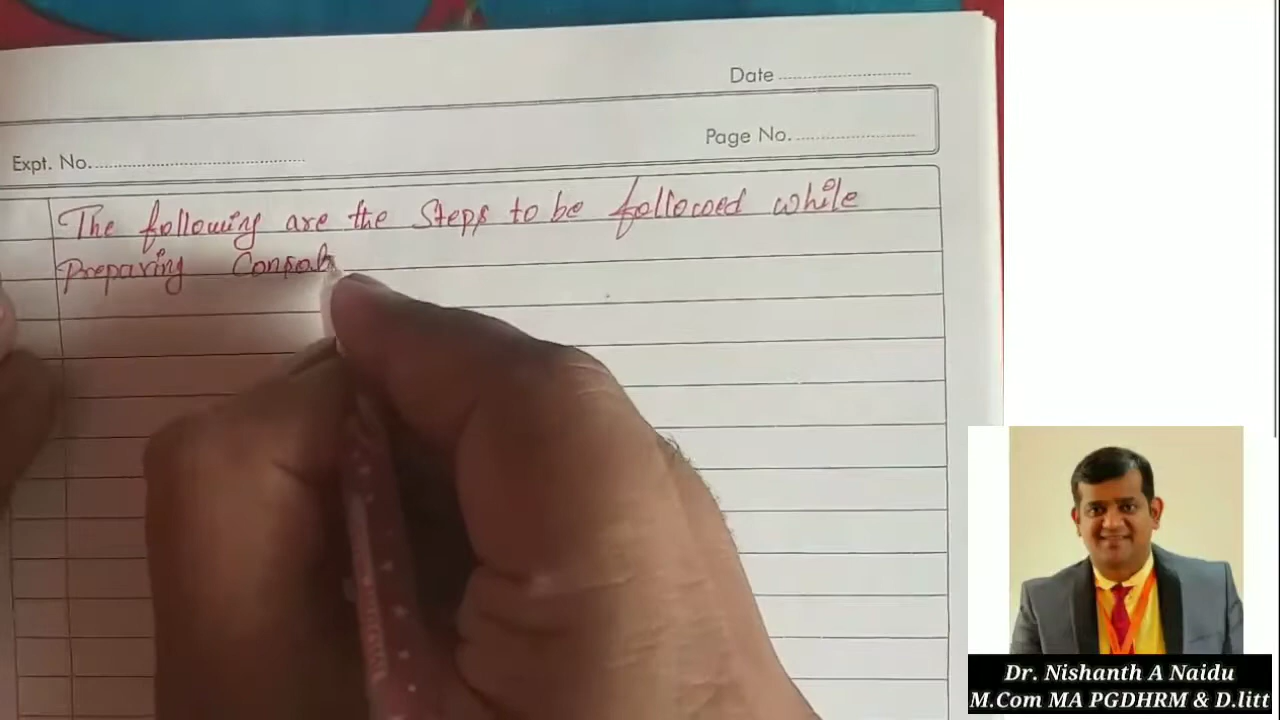 Date
Page No.
Expt. No.
The following are the Steps to be followed while
Preparing
Dr. Nishanth A Naidu
M.Com MA PGDHRM & D.litt